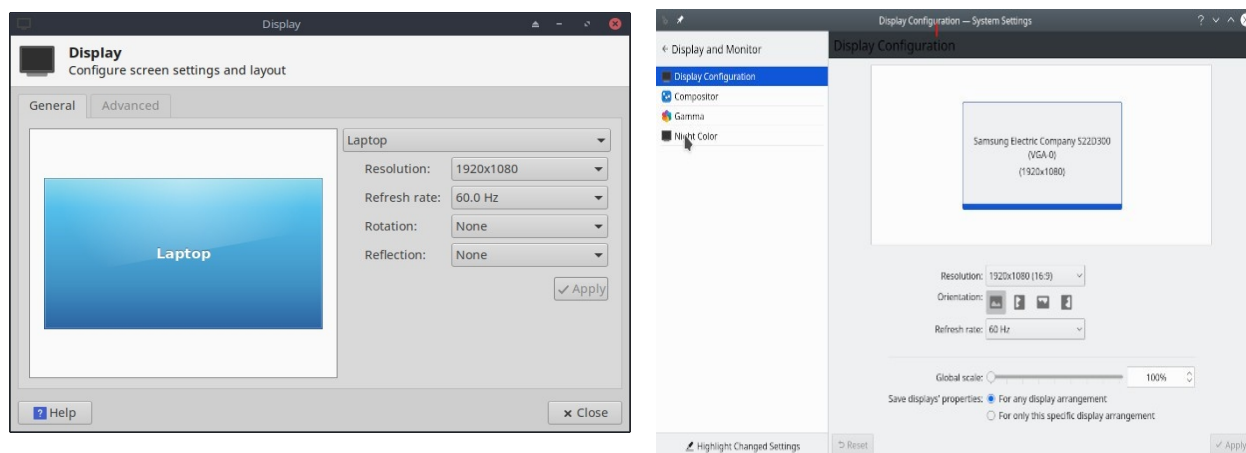 Display
Display
Configure screen settings and layout
General
Advanced
Laptop
Laptop
Resolution: 1920x1080
Refresh rate: 60.0 Hz
Rotation: None
Reflection: None
Apply
Help
Close
Display Configuration — System Settings
Display and Monitor
Display Configuration
Compositor
Gamma
Night Color
Highlight Changed Settings
Display Configuration
Samsung Electric Company S22D300
(VGA-0)
(1920x1080)
Resolution: 1920x1080 (16:9)
Orientation:
Refresh rate: 60 Hz
Global scale: 100%
Save displays' properties: For any display arrangement
For only this specific display arrangement
Reset
Apply